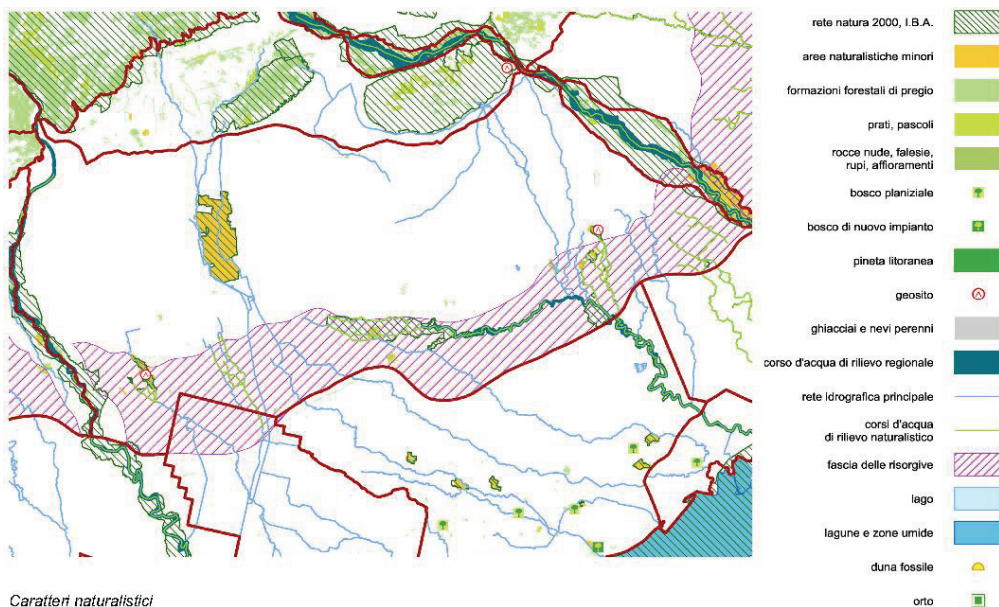 rete natura 2000, I.B.A.
aree naturalistiche minori
formazioni forestali di pregio
prati, pascoli
rocce nude, falesie,
rupi, affioramenti
bosco planiziale
bosco di nuovo impianto
pineta litoranea
geosito
ghiacciai e nevi perenni
corso d'acqua di rilievo regionale
rete idrografica principale
corsi d'acqua
di rilievo naturalistico
fascia delle risorgive
lago
lagune e zone umide
duna fossile
orto
Caratteri naturalistici